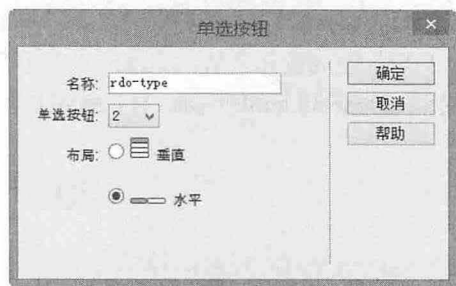 单选按钮
名称: rdo-type
单选按钮: 2
布局: 垂直
水平
确定
取消
帮助